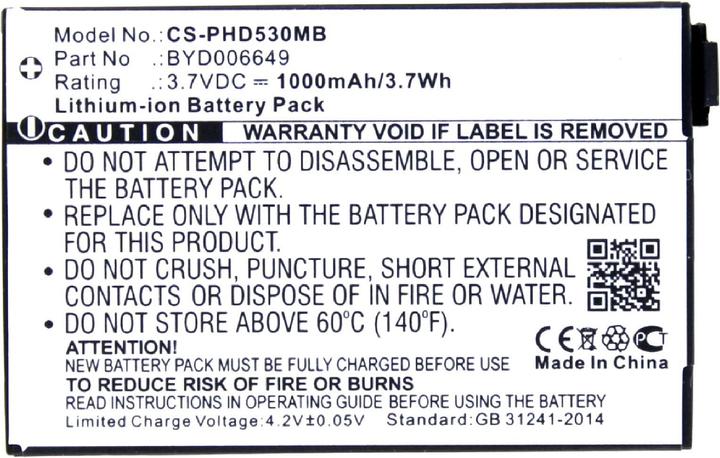 Model No.:CS-PHD530MB
Part No .:BYD006649
Rating .:3.7VDC ⎓ 1000mAh/3.7Wh
Lithium-ion Battery Pack
CAUTION WARRANTY VOID IF LABEL IS REMOVED
• DO NOT ATTEMPT TO DISASSEMBLE, OPEN OR SERVICE
THE BATTERY PACK.
• REPLACE ONLY WITH THE BATTERY PACK DESIGNATED
FOR THIS PRODUCT.
• DO NOT CRUSH, PUNCTURE, SHORT EXTERNAL
CONTACTS OR DISPOSE OF IN FIRE OR WATER.
• DO NOT STORE ABOVE 60°C (140°F).
ATTENTION!
NEW BATTERY PACK MUST BE FULLY CHARGED BEFORE USE
TO REDUCE RISK OF FIRE OR EXPLOSIONS
READ INSTRUCTIONS IN OPERATING GUIDE BEFORE USING THE BATTERY
Limited Charge Voltage:4.2V±0.05V Standard:GB 31241-2014
CE PCT
Made In China